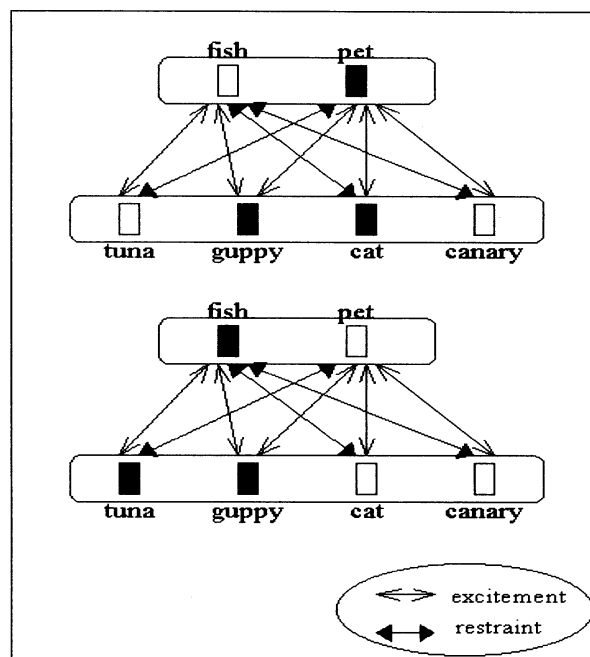 fish pet
tuna guppy cat canary
fish pet
tuna guppy cat canary
excitement
restraint